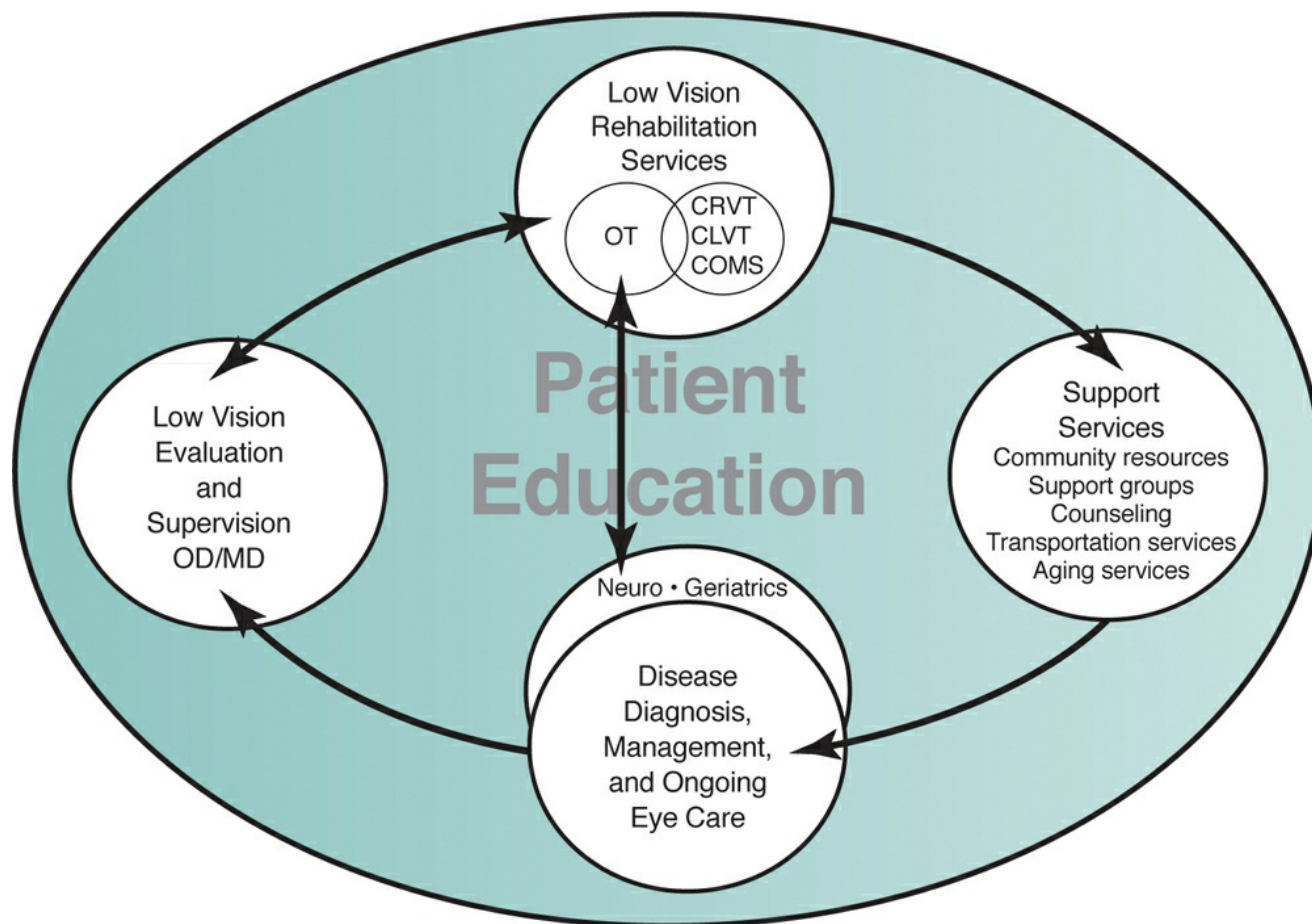 Low Vision
Rehabilitation
Services
OT
CRVT
CLVT
COMS
Patient
Education
Low Vision
Evaluation
and
Supervision
OD/MD
Support
Services
Community resources
Support groups
Counseling
Transportation services
Aging services
Neuro • Geriatrics
Disease
Diagnosis,
Management,
and Ongoing
Eye Care